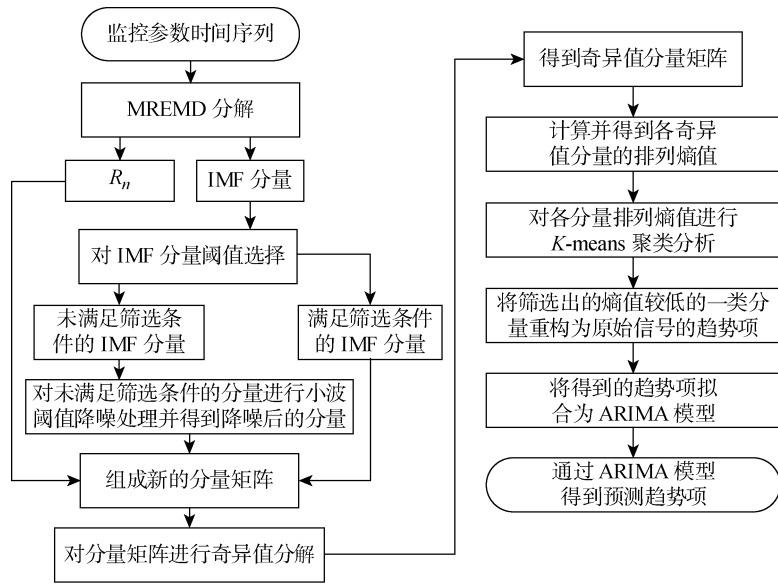 监控参数时间序列
MREMD 分解
Rn
IMF 分量
对 IMF 分量阈值选择
未满足筛选条
件的 IMF 分量
满足筛选条件
的 IMF 分量
对未满足筛选条件的分量进行小波
阈值降噪处理并得到降噪后的分量
组成新的分量矩阵
对分量矩阵进行奇异值分解
得到奇异值分量矩阵
计算并得到各奇异
值分量的排列熵值
对各分量排列熵值进行
K-means 聚类分析
将筛选出的熵值较低的一类分
量重构为原始信号的趋势项
将得到的趋势项拟
合为 ARIMA 模型
通过 ARIMA 模型
得到预测趋势项